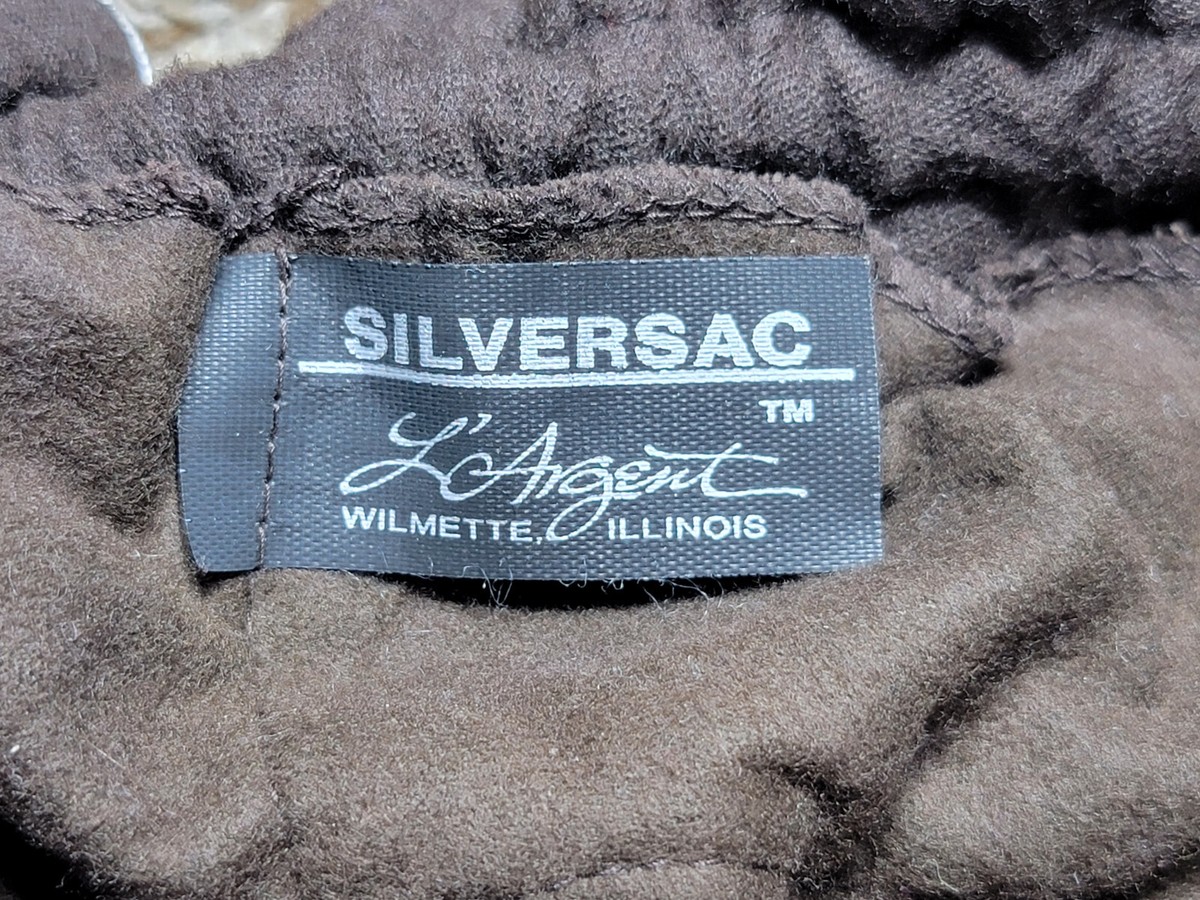 SILVERSAC
TM
L'Argent
WILMETTE, ILLINOIS